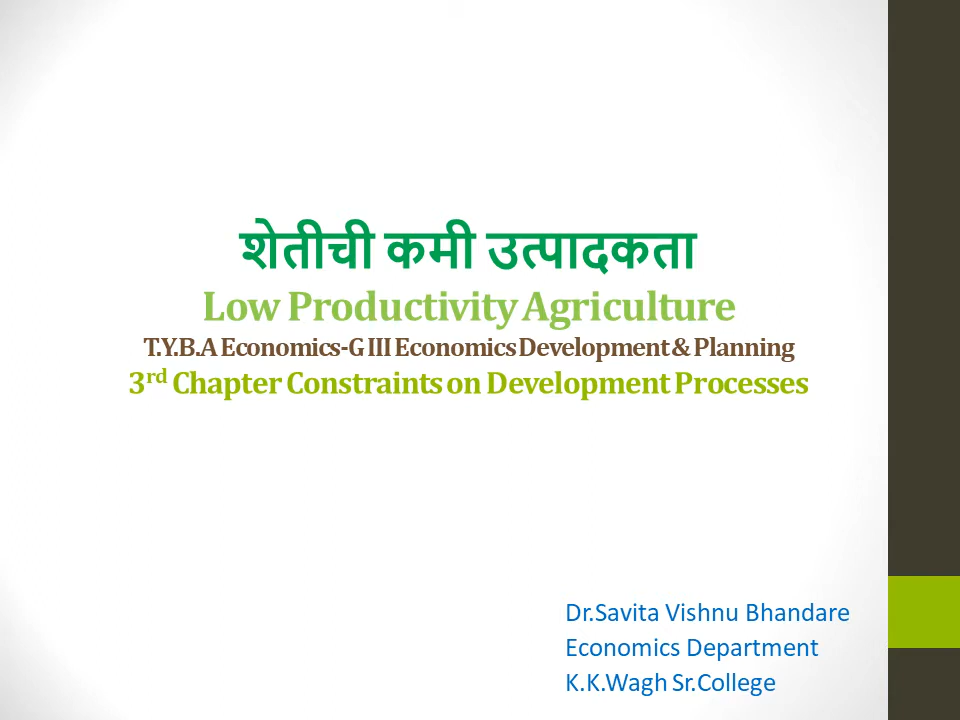 शेतीची कमी उत्पादकता
Low Productivity Agriculture
T.Y.B.A Economics-G III Economics Development & Planning
3rd Chapter Constraints on Development Processes
Dr.Savita Vishnu Bhandare
Economics Department
K.K.Wagh Sr.College